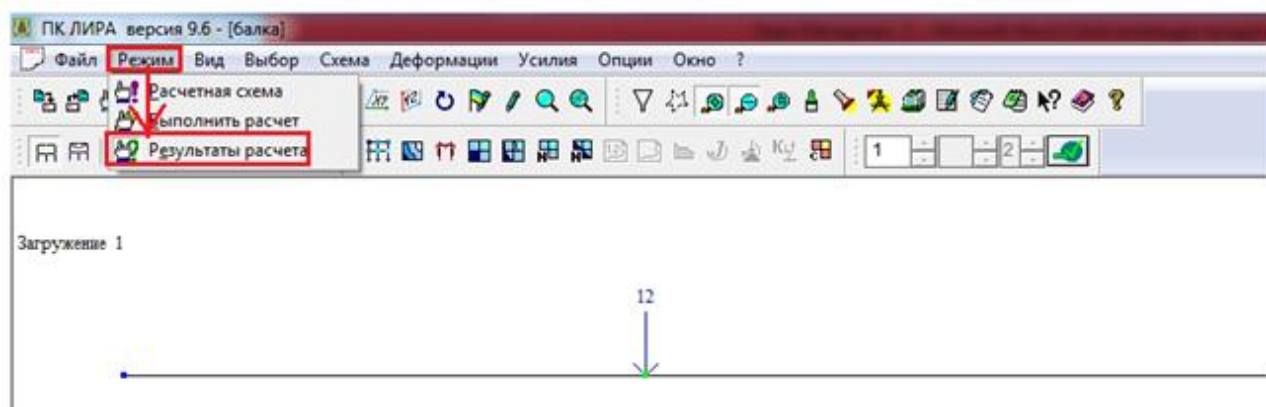 ПК ЛИРА версия 9.6 - [балка]
Файл Режим Вид Выбор Схема Деформации Усилия Опции Окно ?
Расчетная схема
Выполнить расчет
Результаты расчета
1 2
Загружение 1
12